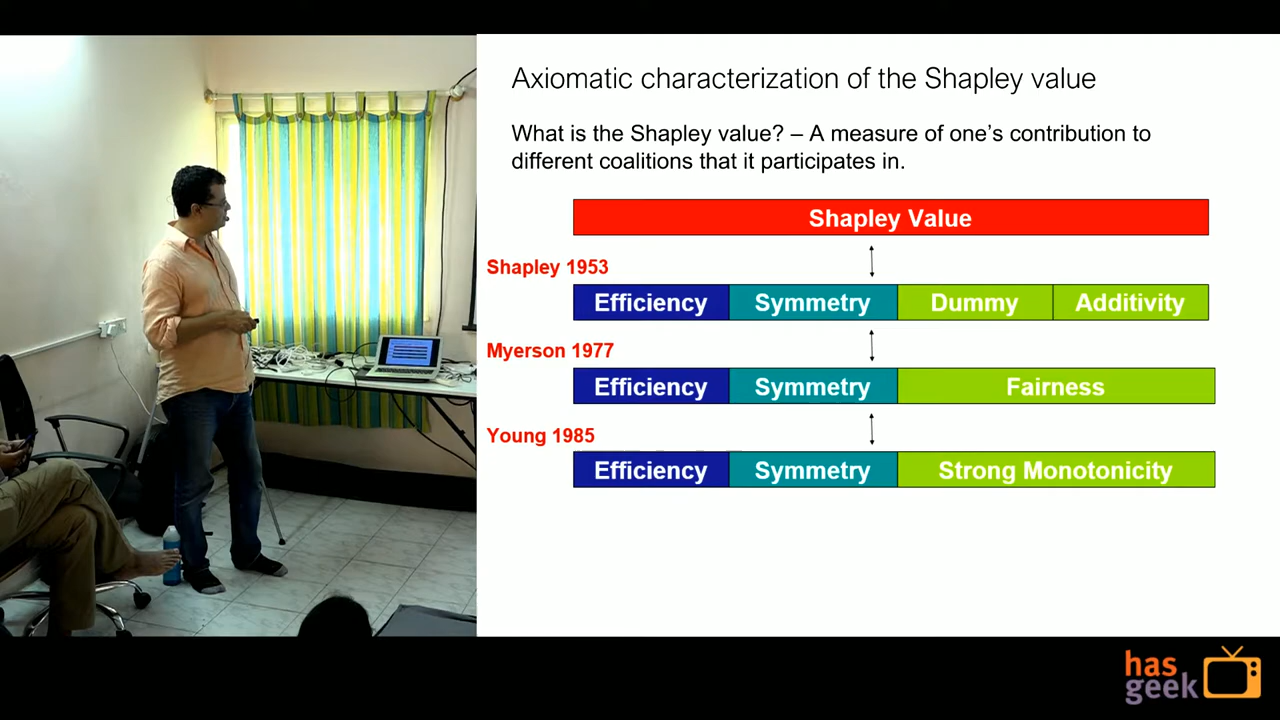 Axiomatic characterization of the Shapley value
What is the Shapley value? – A measure of one's contribution to
different coalitions that it participates in.
Shapley Value
Shapley 1953
Efficiency Symmetry Dummy Additivity
Myerson 1977
Efficiency Symmetry Fairness
Young 1985
Efficiency Symmetry Strong Monotonicity
has
geek